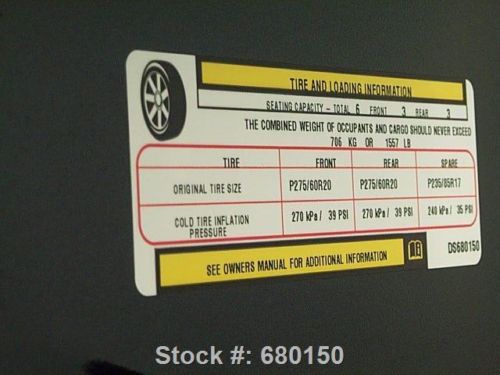 TIRE AND LOADING INFORMATION
SEATING CAPACITY - TOTAL 6 FRONT 3 REAR 3
THE COMBINED WEIGHT OF OCCUPANTS AND CARGO SHOULD NEVER EXCEED
706 KG OR 1557 LB
TIRE FRONT REAR SPARE
ORIGINAL TIRE SIZE P275/60R20 P275/60R20 P235/85R17
COLD TIRE INFLATION PRESSURE 270 kPa / 39 PSI 270 kPa / 39 PSI 240 kPa / 35 PSI
SEE OWNERS MANUAL FOR ADDITIONAL INFORMATION
DS680150
Stock #: 680150